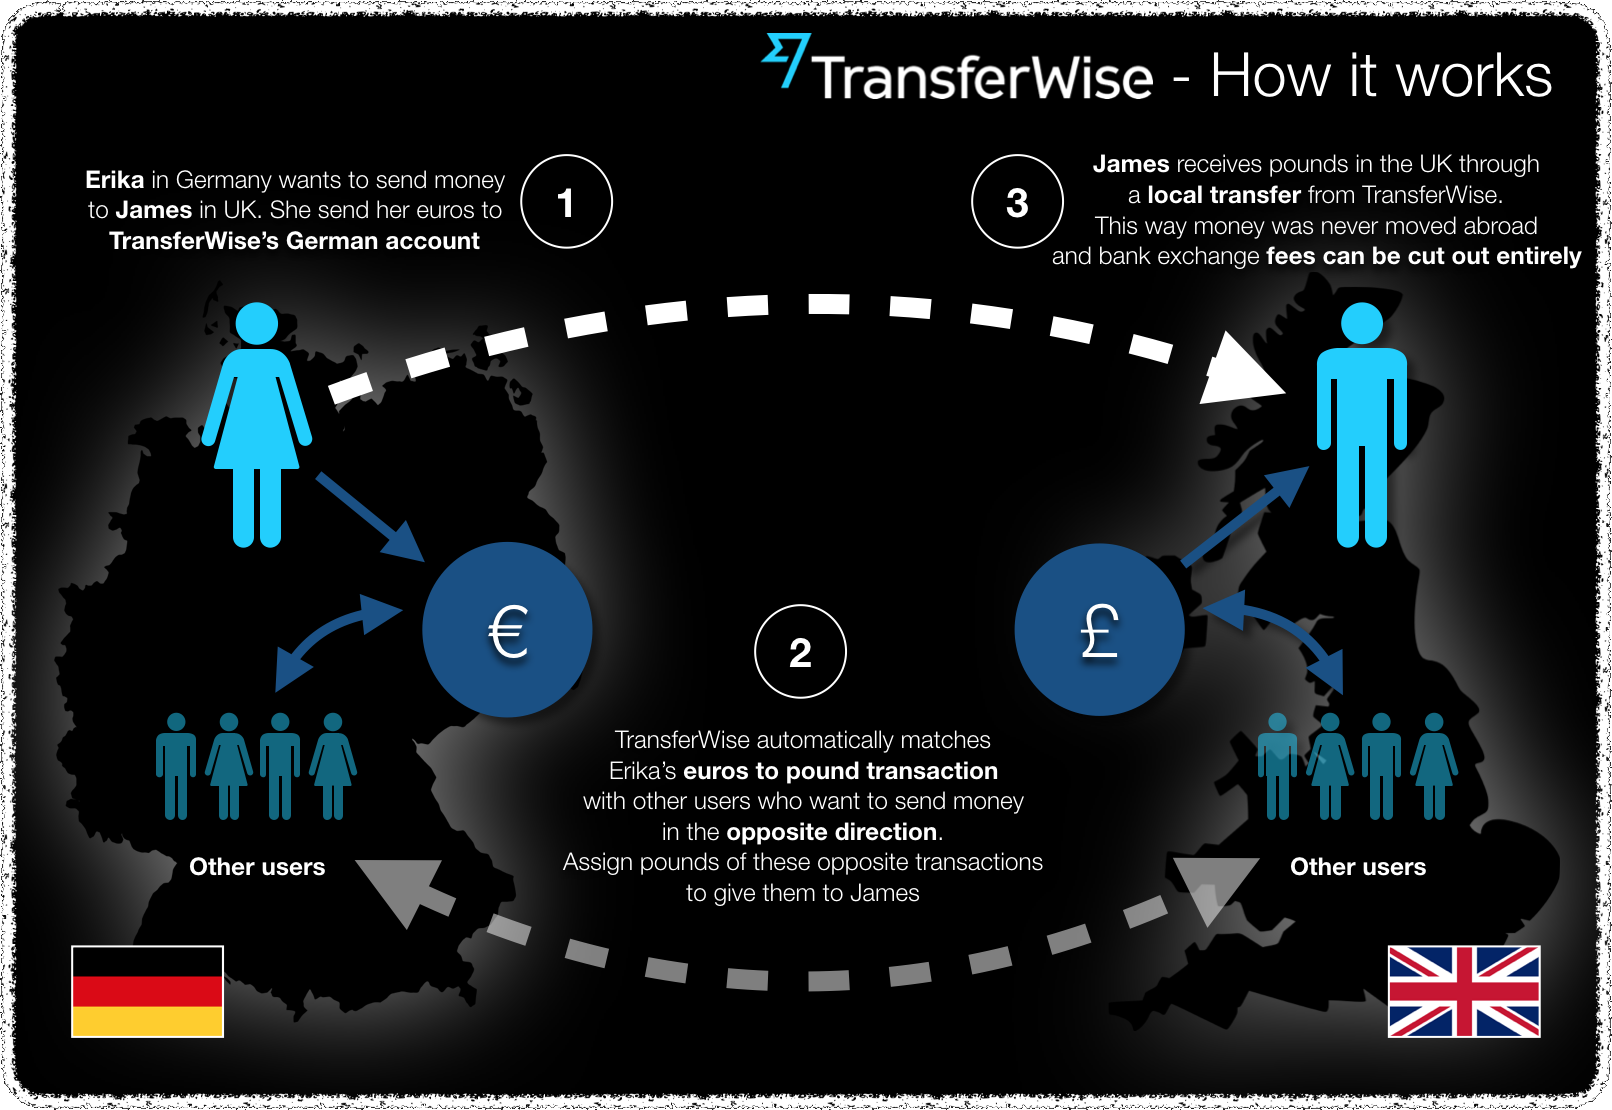 TransferWise - How it works
Erika in Germany wants to send money
to James in UK. She send her euros to
TransferWise's German account
1
3
James receives pounds in the UK through
a local transfer from TransferWise.
This way money was never moved abroad
and bank exchange fees can be cut out entirely
€
£
2
TransferWise automatically matches
Erika's euros to pound transaction
with other users who want to send money
in the opposite direction.
Assign pounds of these opposite transactions
to give them to James
Other users
Other users